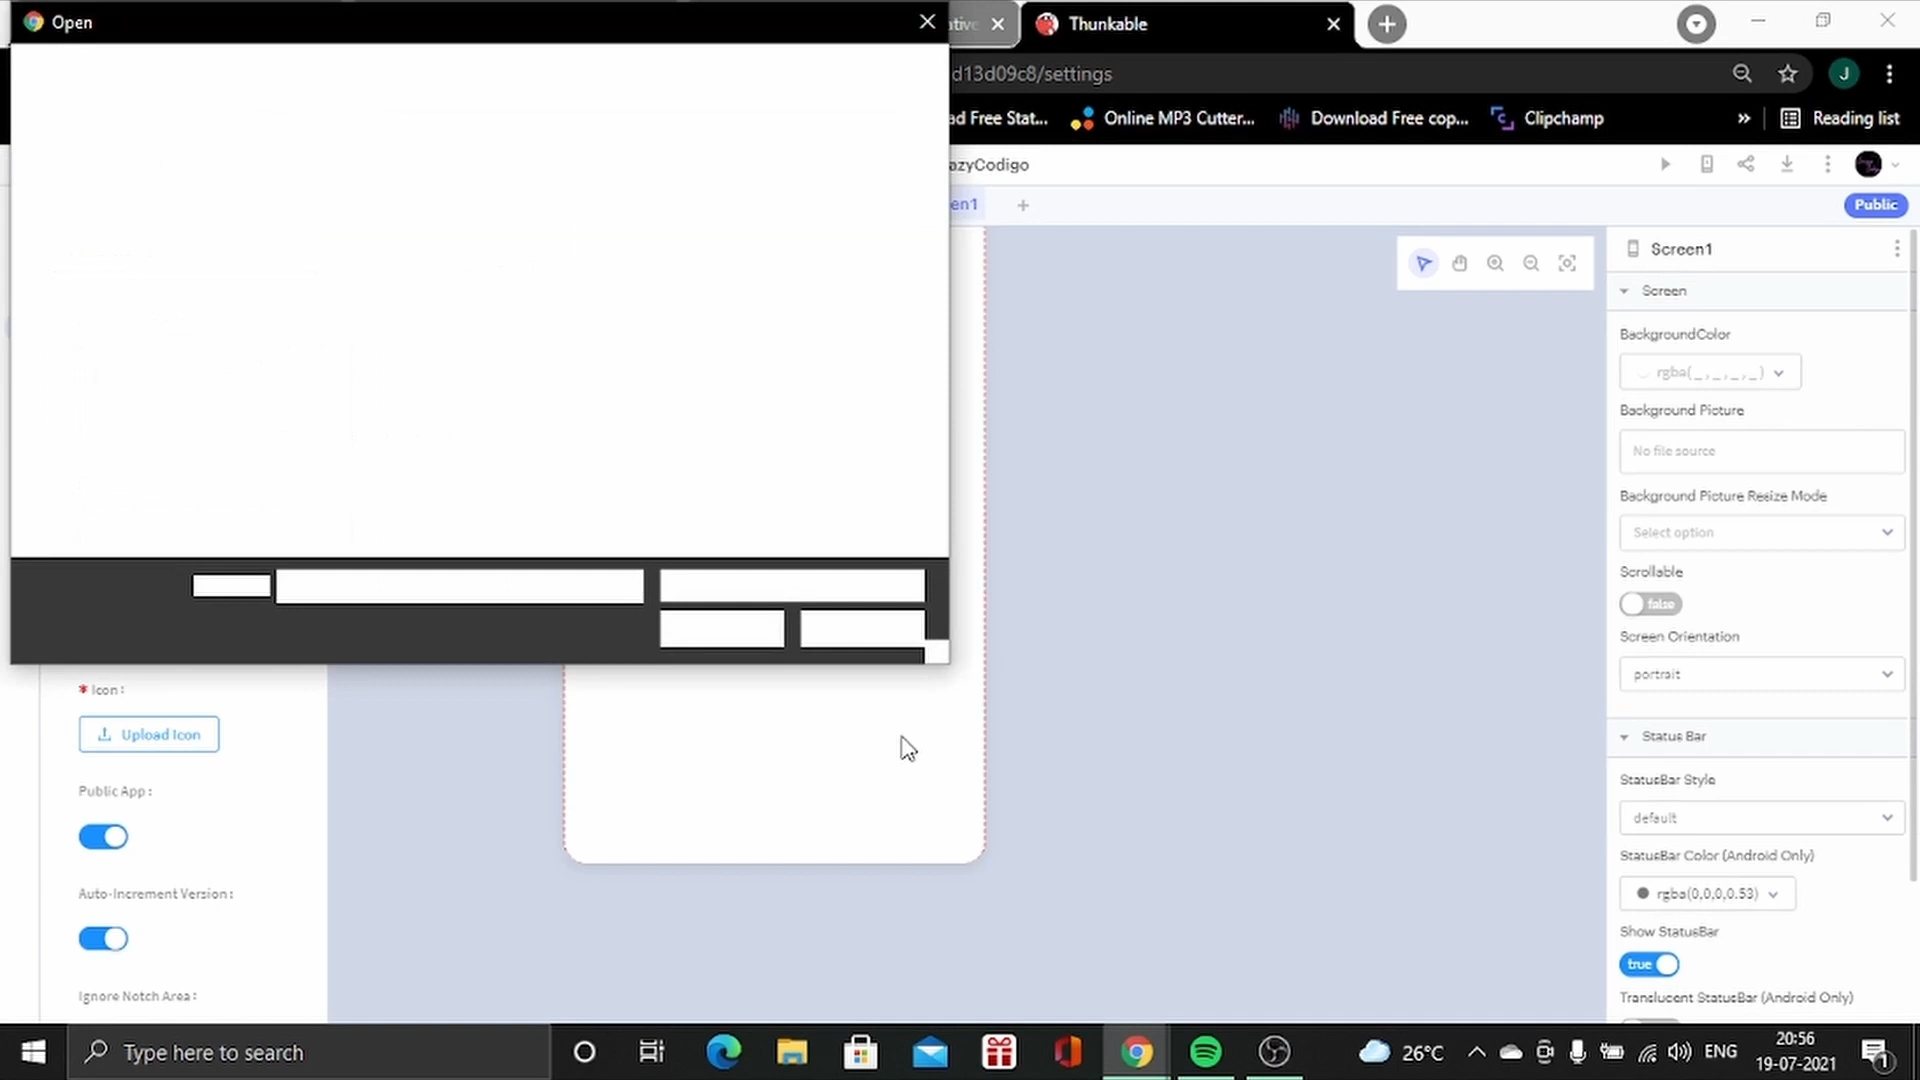 Open
ative
Thunkable
d13d09c8/settings
J
ad Free Stat...
Online MP3 Cutter...
Download Free cop...
Clipchamp
»
Reading list
azyCodigo
en1
Public
Screen1
Screen
BackgroundColor
rgba(_,_,_,_)
Background Picture
No file source
Background Picture Resize Mode
Select option
Scrollable
false
Screen Orientation
portrait
Status Bar
StatusBar Style
default
StatusBar Color (Android Only)
rgba(0,0,0,0.53)
Show StatusBar
true
Translucent StatusBar (Android Only)
* Icon :
Upload Icon
Public App :
Auto-Increment Version :
Ignore Notch Area :
Type here to search
26°C
ENG
20:56
19-07-2021
1